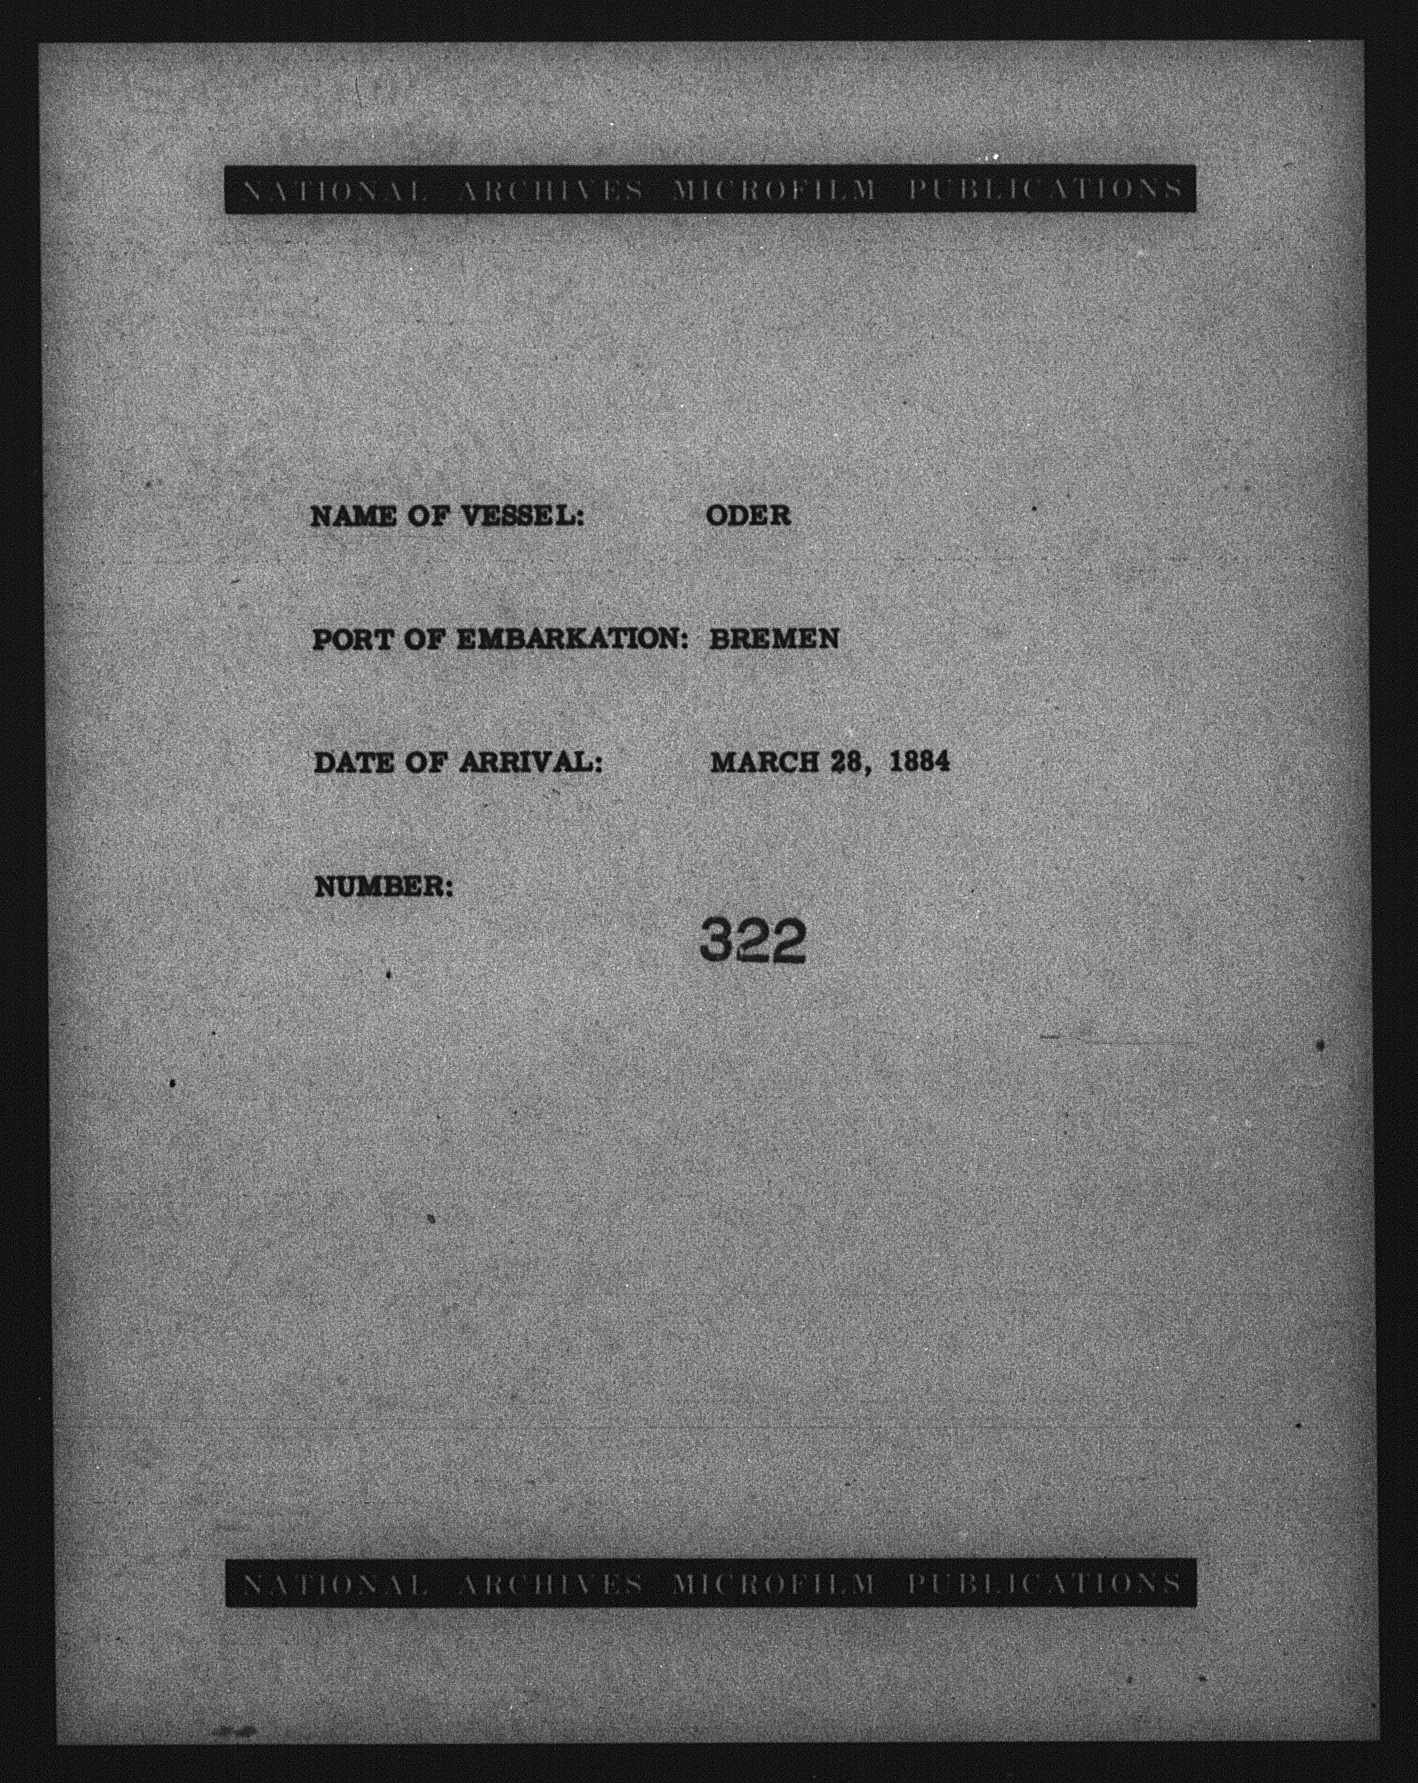 NATIONAL ARCHIVES MICROFILM PUBLICATIONS
NAME OF VESSEL: ODER
PORT OF EMBARKATION: BREMEN
DATE OF ARRIVAL: MARCH 28, 1884
NUMBER:
322
NATIONAL ARCHIVES MICROFILM PUBLICATIONS